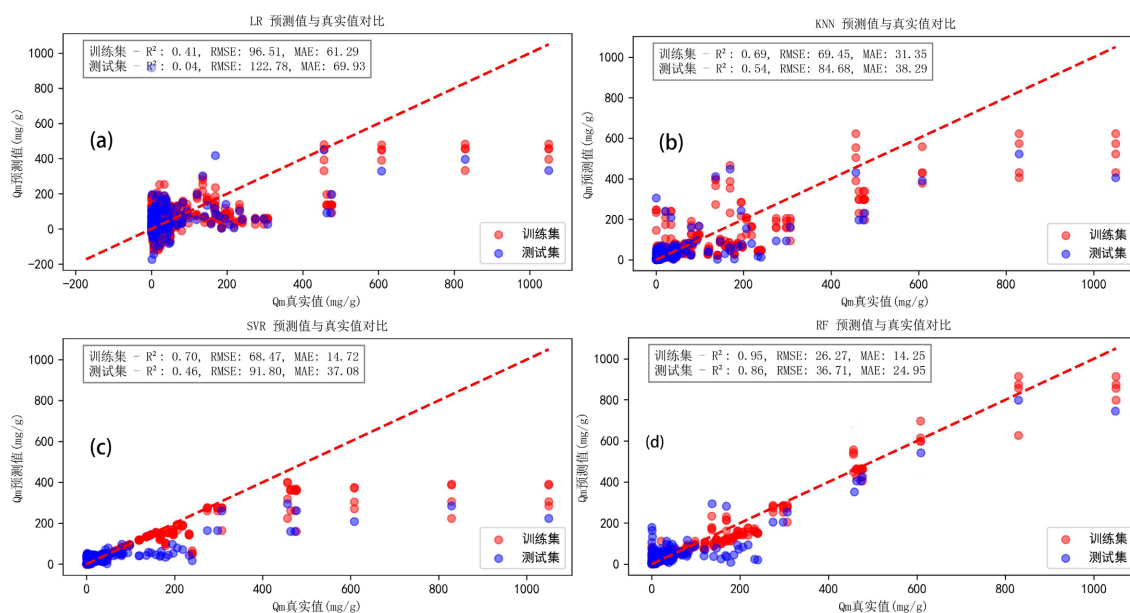 LR 预测值与真实值对比
训练集 - R²: 0.41, RMSE: 96.51, MAE: 61.29
测试集 - R²: 0.04, RMSE: 122.78, MAE: 69.93
(a)
Qm预测值(mg/g)
1000
800
600
400
200
0
−200
训练集
测试集
−200 0 200 400 600 800 1000
Qm真实值(mg/g)
KNN 预测值与真实值对比
训练集 - R²: 0.69, RMSE: 69.45, MAE: 31.35
测试集 - R²: 0.54, RMSE: 84.68, MAE: 38.29
(b)
Qm预测值(mg/g)
1000
800
600
400
200
0
训练集
测试集
0 200 400 600 800 1000
Qm真实值(mg/g)
SVR 预测值与真实值对比
训练集 - R²: 0.70, RMSE: 68.47, MAE: 14.72
测试集 - R²: 0.46, RMSE: 91.80, MAE: 37.08
(c)
Qm预测值(mg/g)
1000
800
600
400
200
0
训练集
测试集
0 200 400 600 800 1000
Qm真实值(mg/g)
RF 预测值与真实值对比
训练集 - R²: 0.95, RMSE: 26.27, MAE: 14.25
测试集 - R²: 0.86, RMSE: 36.71, MAE: 24.95
(d)
Qm预测值(mg/g)
1000
800
600
400
200
0
训练集
测试集
0 200 400 600 800 1000
Qm真实值(mg/g)